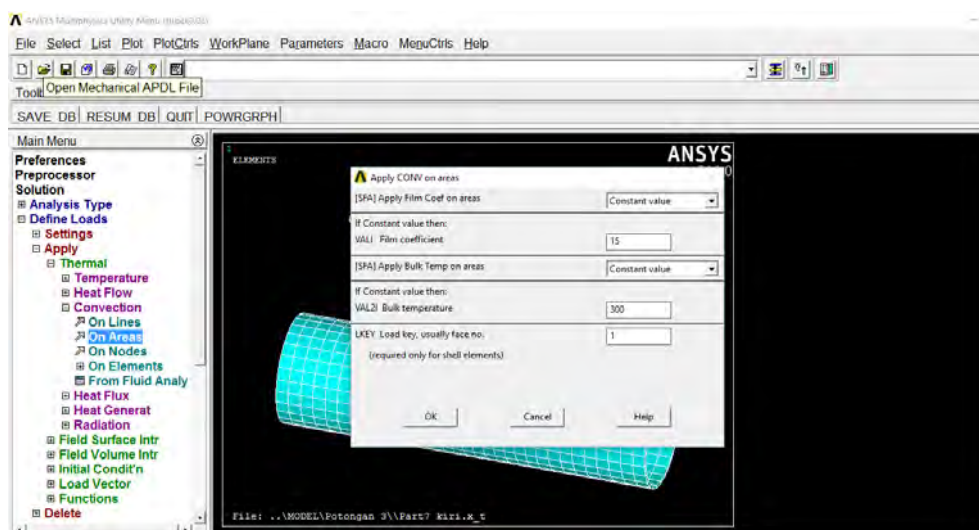 ANSYS Multiphysics Utility Menu
File Select List Plot PlotCtrls WorkPlane Parameters Macro MenuCtrls Help
Open Mechanical APDL File
SAVE_DB RESUM_DB QUIT POWRGRPH
Main Menu
Preferences
Preprocessor
Solution
Analysis Type
Define Loads
Settings
Apply
Thermal
Temperature
Heat Flow
Convection
On Lines
On Areas
On Nodes
On Elements
From Fluid Analy
Heat Flux
Heat Generat
Radiation
Field Surface Intr
Field Volume Intr
Initial Condit'n
Load Vector
Functions
Delete
1
ELEMENTS
ANSYS
Apply CONV on areas
[SFA] Apply Film Coef on areas Constant value
If Constant value then:
VALI Film coefficient 15
[SFA] Apply Bulk Temp on areas Constant value
If Constant value then:
VAL2I Bulk temperature 300
LKEY Load key, usually face no. 1
(required only for shell elements)
OK Cancel Help
File: ..\MODEL\Potongan 3\\Part7 kiri.x_t